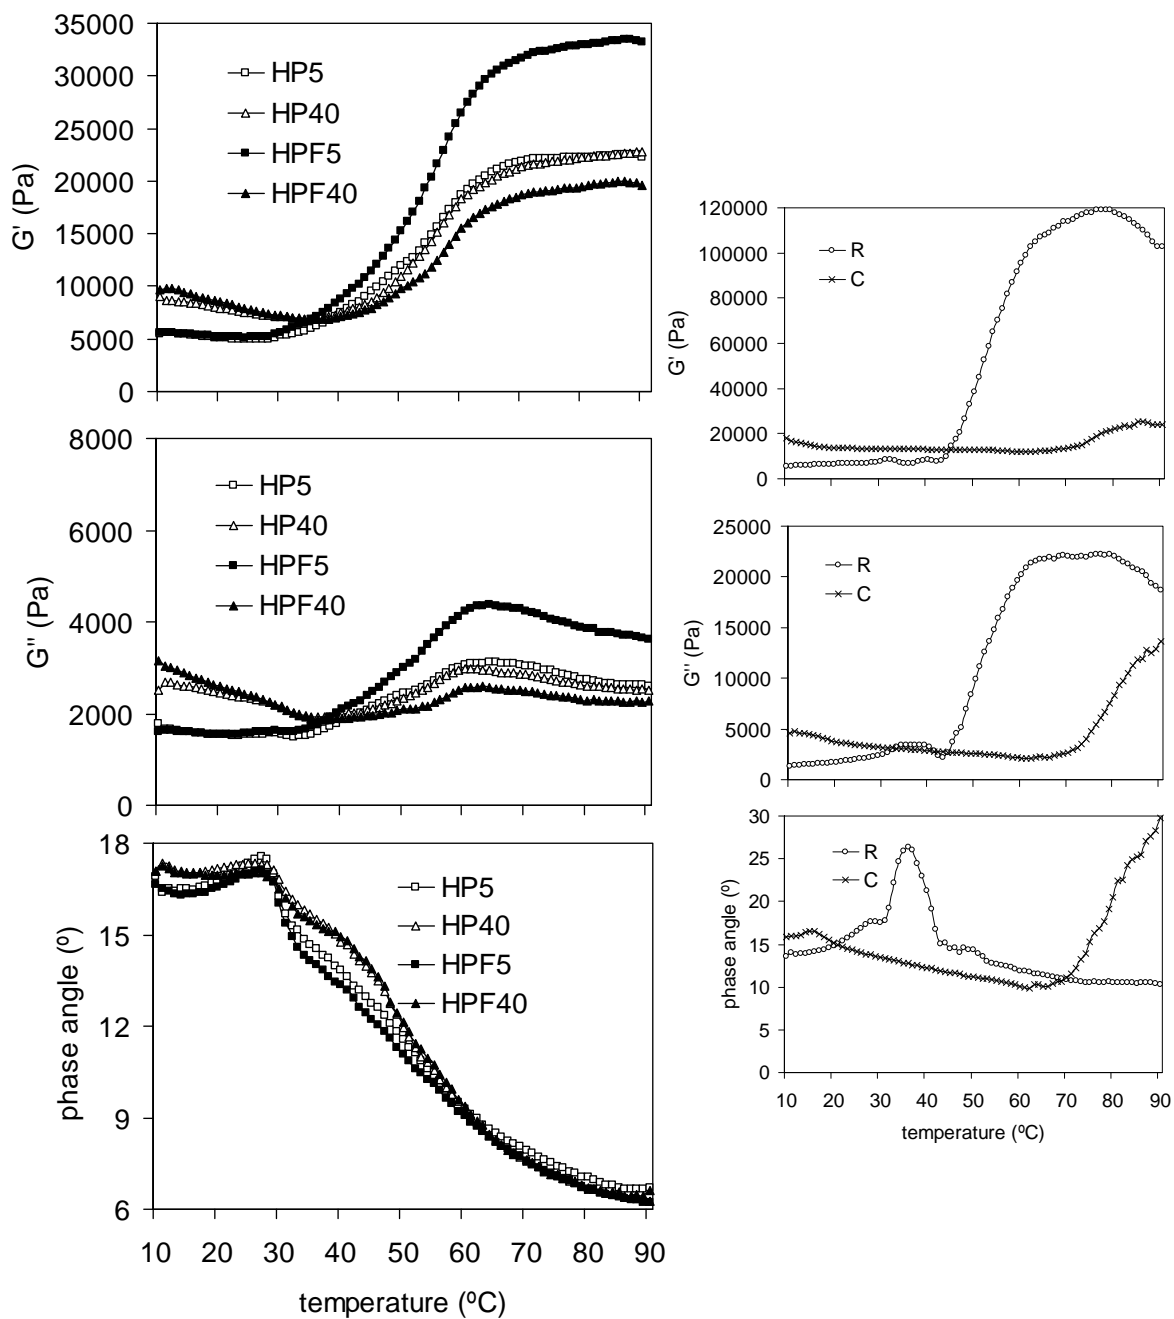 35000
30000
25000
20000
15000
10000
5000
0
G' (Pa)
HP5
HP40
HPF5
HPF40
8000
6000
4000
2000
0
G'' (Pa)
HP5
HP40
HPF5
HPF40
18
15
12
9
6
phase angle (º)
HP5
HP40
HPF5
HPF40
10 20 30 40 50 60 70 80 90
temperature (ºC)
120000
100000
80000
60000
40000
20000
0
G' (Pa)
R
C
25000
20000
15000
10000
5000
0
G'' (Pa)
R
C
30
25
20
15
10
5
0
phase angle (º)
R
C
10 20 30 40 50 60 70 80 90
temperature (ºC)